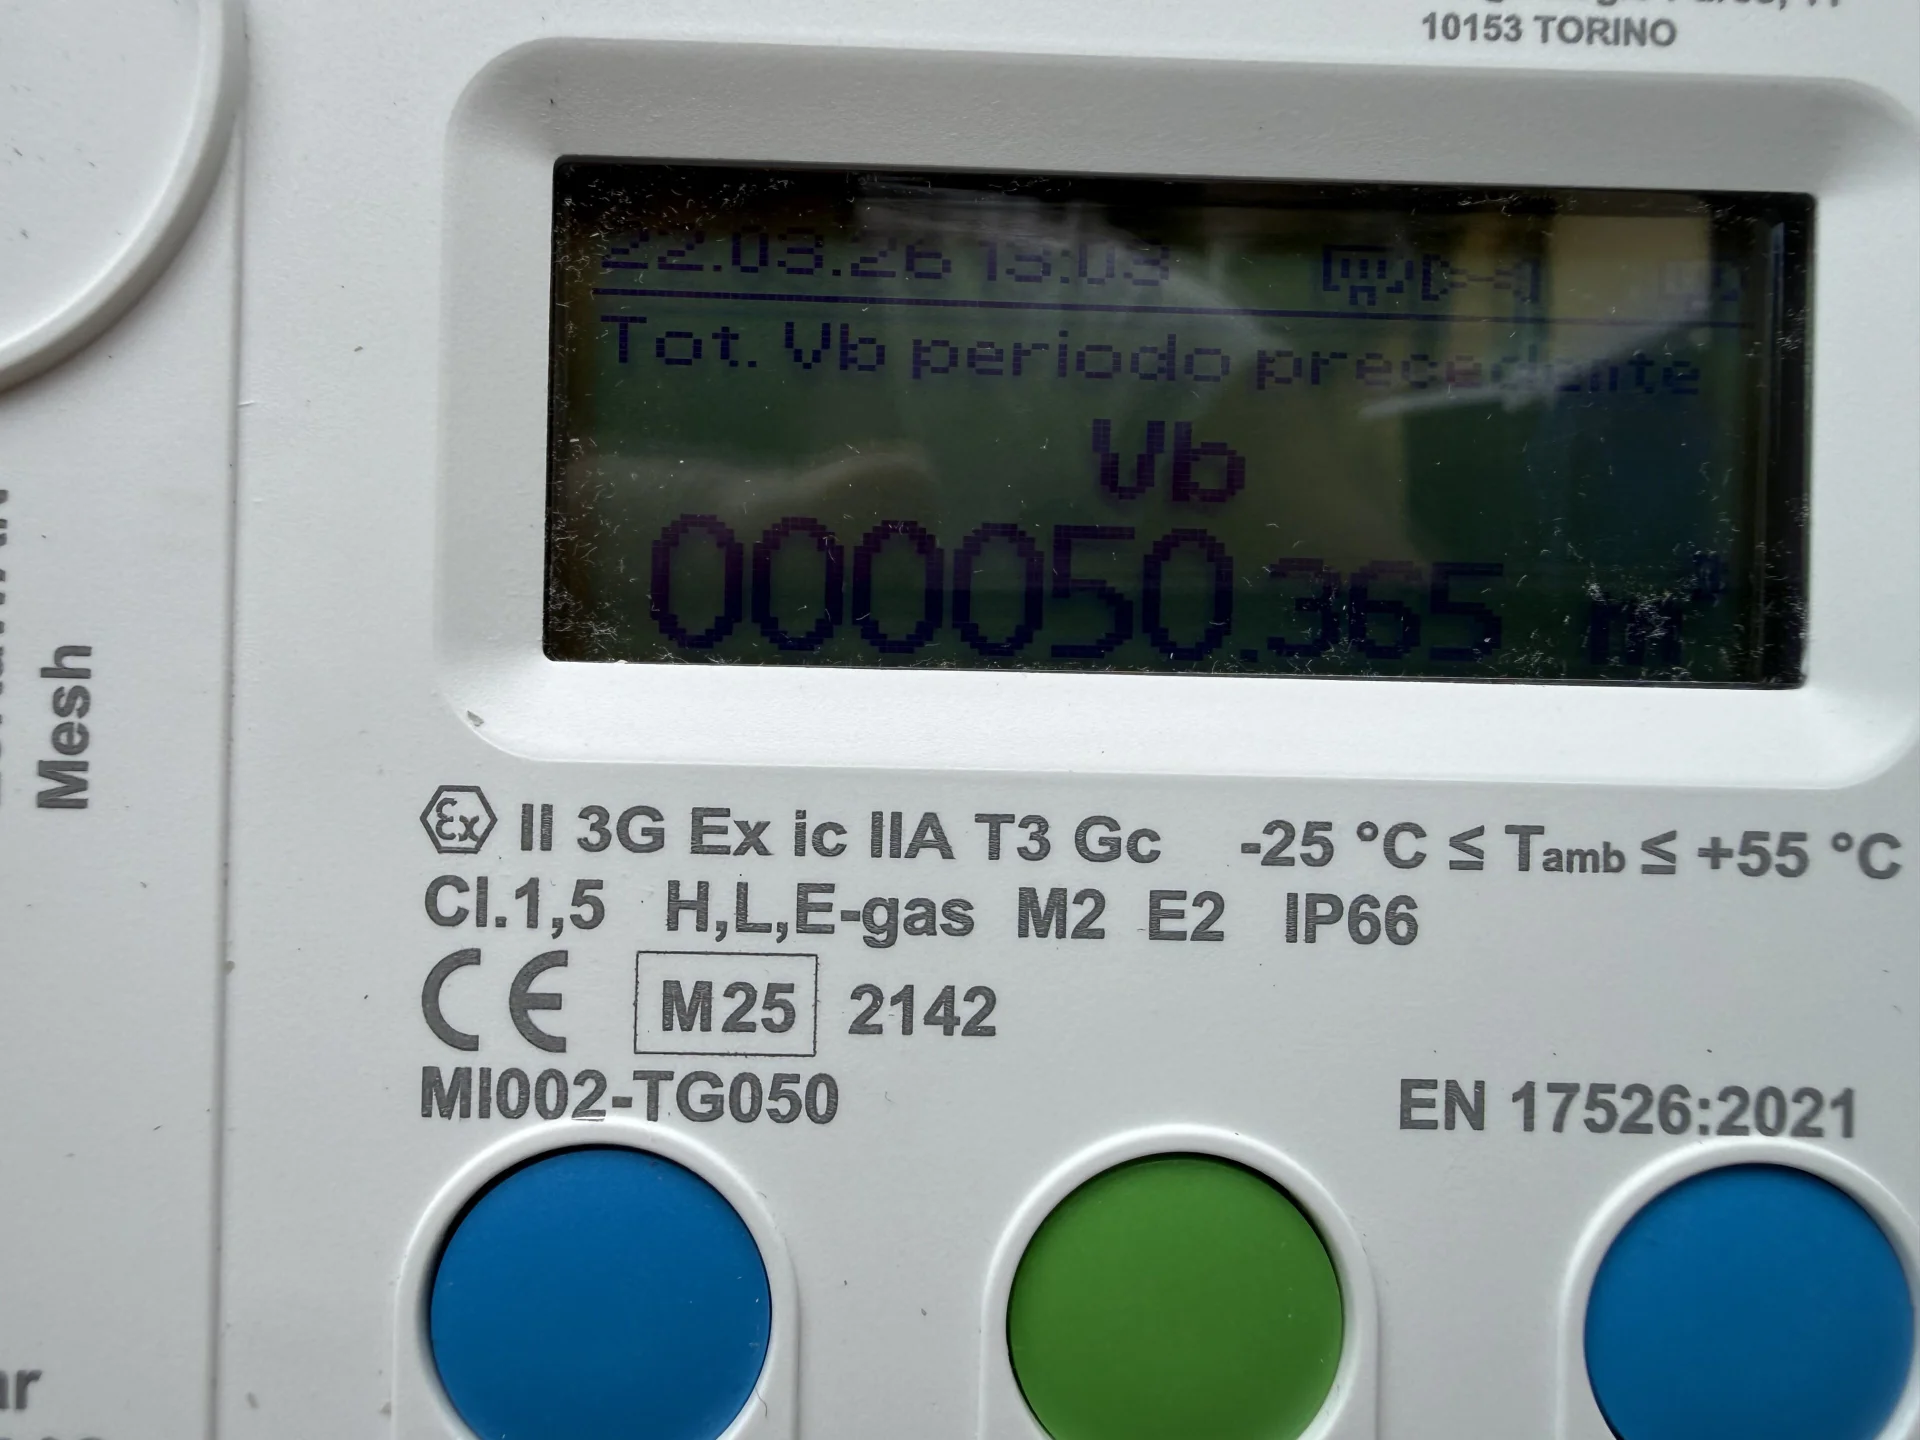 10153 TORINO
22.03.26
Tot. Vb periodo precedente
Vb
000050.365 m³
Mesh
Ex II 3G Ex ic IIA T3 Gc -25 °C ≤ Tamb ≤ +55 °C
Cl.1,5 H,L,E-gas M2 E2 IP66
CE M25 2142
MI002-TG050
EN 17526:2021